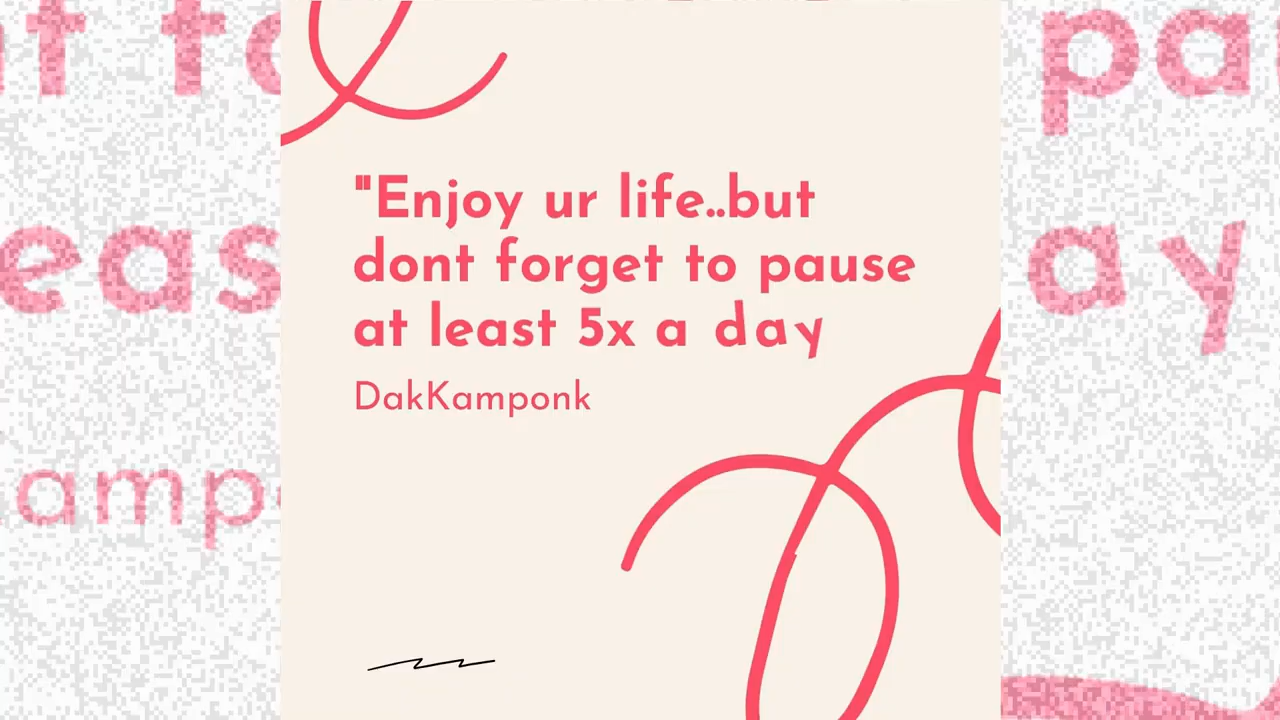 "Enjoy ur life..but
dont forget to pause
at least 5x a day
DakKamponk